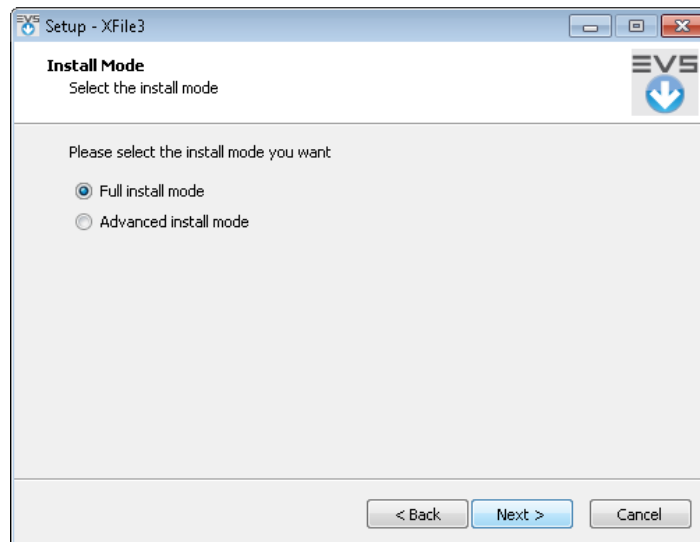 EVS
Setup - XFile3
Install Mode
Select the install mode
EVS
Please select the install mode you want
Full install mode
Advanced install mode
< Back
Next >
Cancel